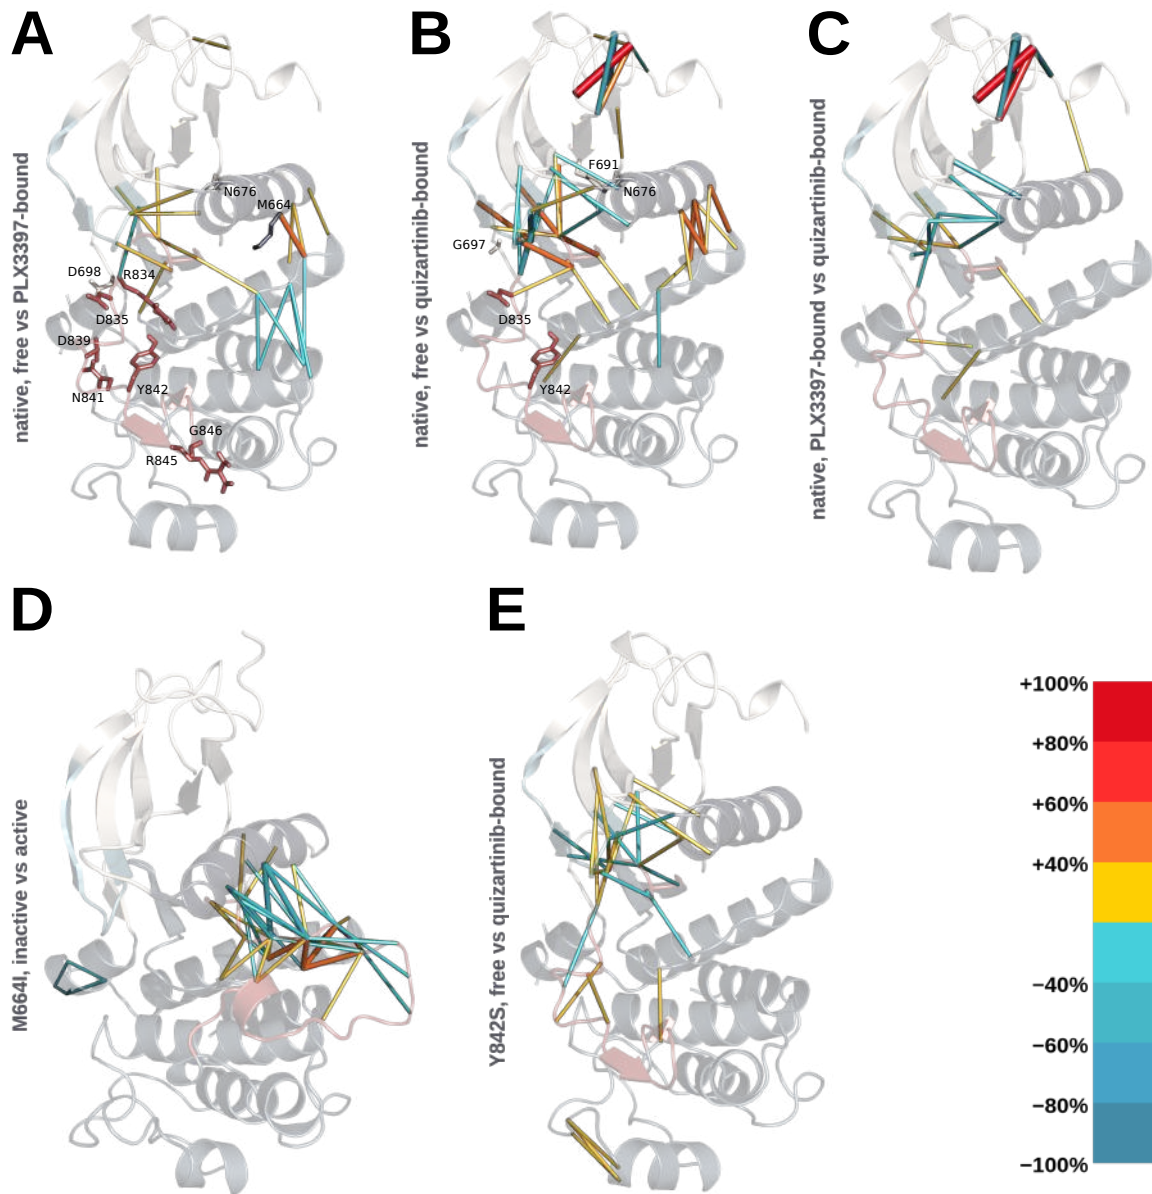 A
B
C
native, free vs PLX3397-bound
N676
M664
D698
R834
D835
D839
N841
Y842
G846
R845
native, free vs quizartinib-bound
F691
N676
G697
D835
Y842
native, PLX3397-bound vs quizartinib-bound
D
E
M664I, inactive vs active
Y842S, free vs quizartinib-bound
+100%
+80%
+60%
+40%
−40%
−60%
−80%
−100%